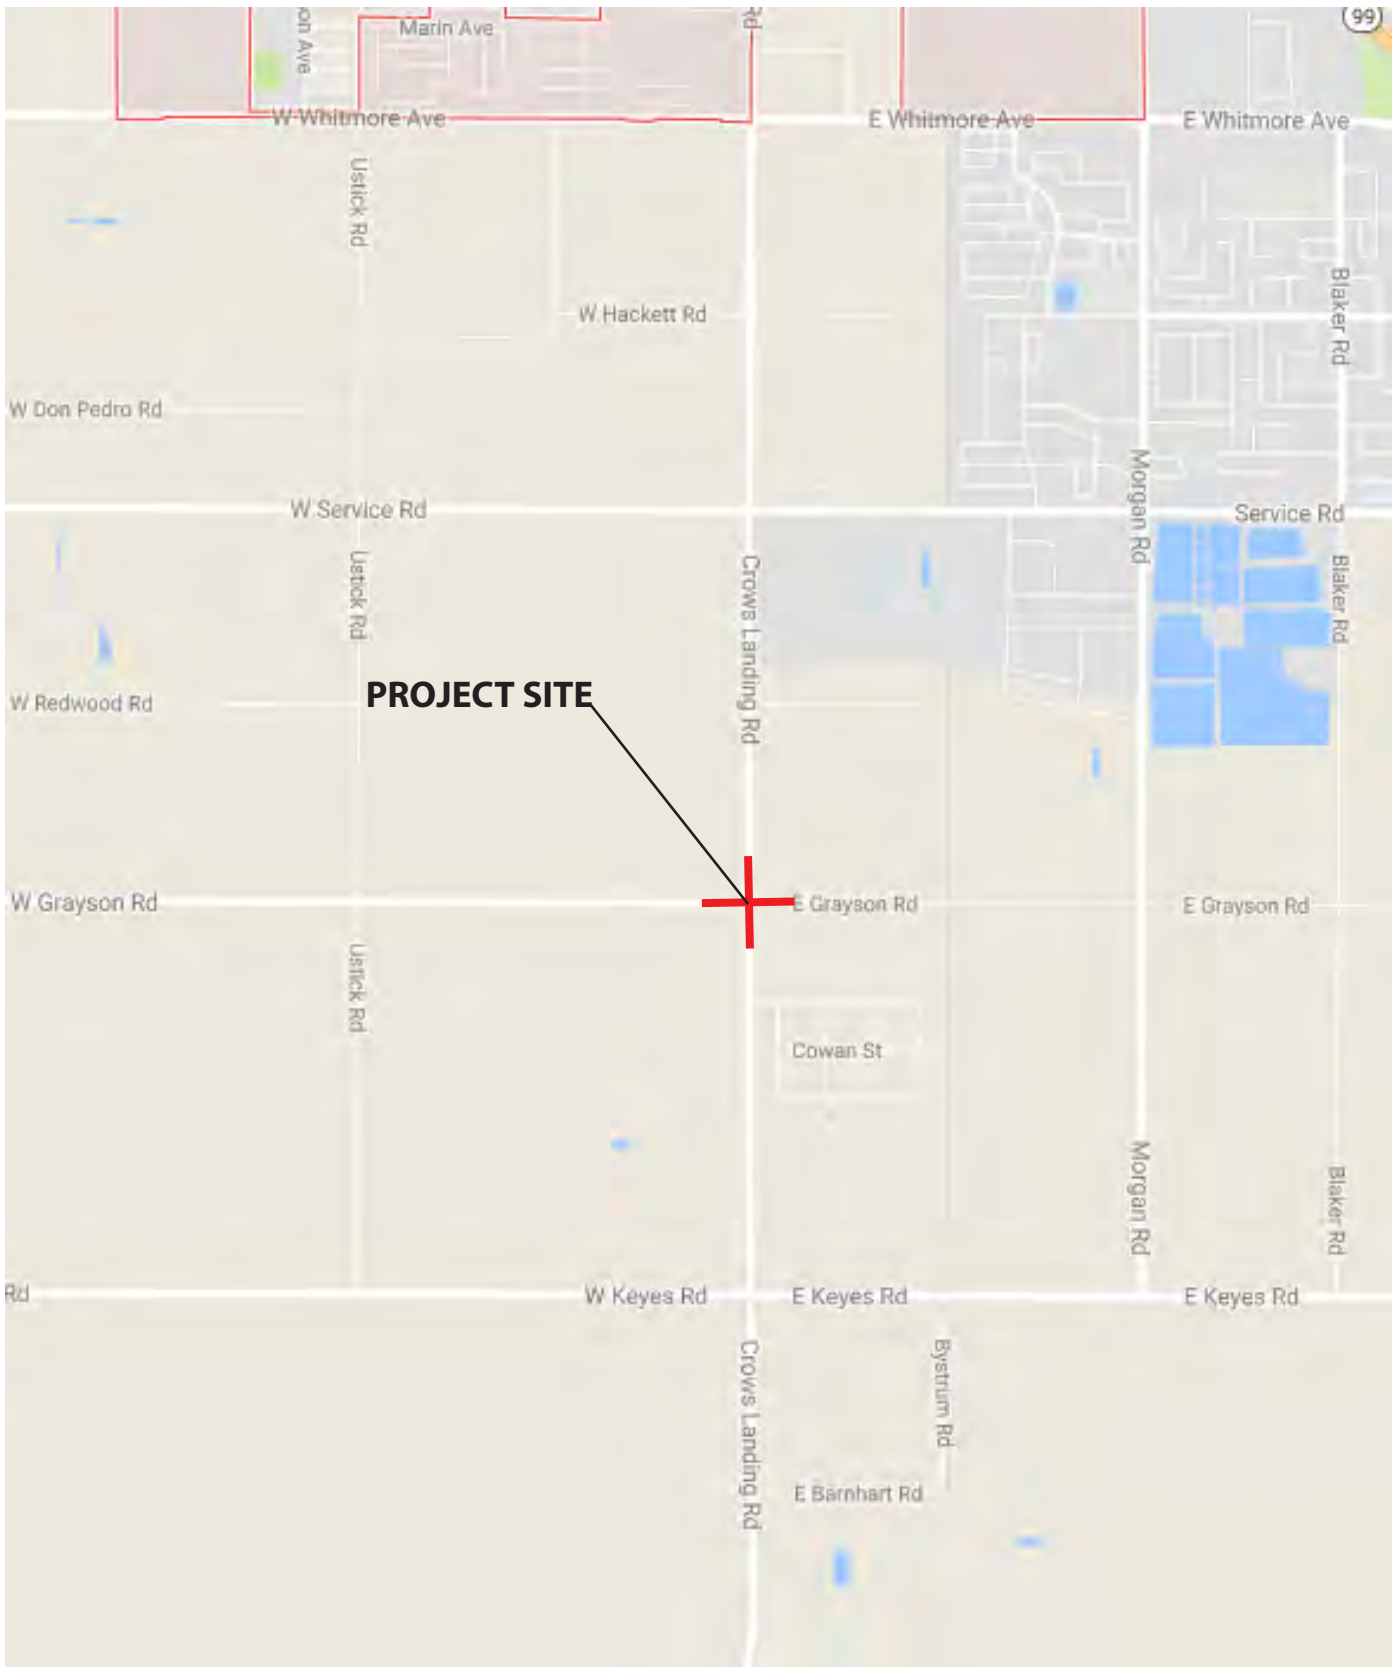 99
Rd
on Ave
Marin Ave
W Whitmore Ave
E Whitmore Ave
E Whitmore Ave
Ustick Rd
Blaker Rd
W Hackett Rd
W Don Pedro Rd
Morgan Rd
W Service Rd
Service Rd
Ustick Rd
Crows Landing Rd
Blaker Rd
PROJECT SITE
W Redwood Rd
W Grayson Rd
E Grayson Rd
E Grayson Rd
Ustick Rd
Cowan St
Morgan Rd
Blaker Rd
Rd
W Keyes Rd
E Keyes Rd
E Keyes Rd
Crows Landing Rd
Bystrum Rd
E Barnhart Rd